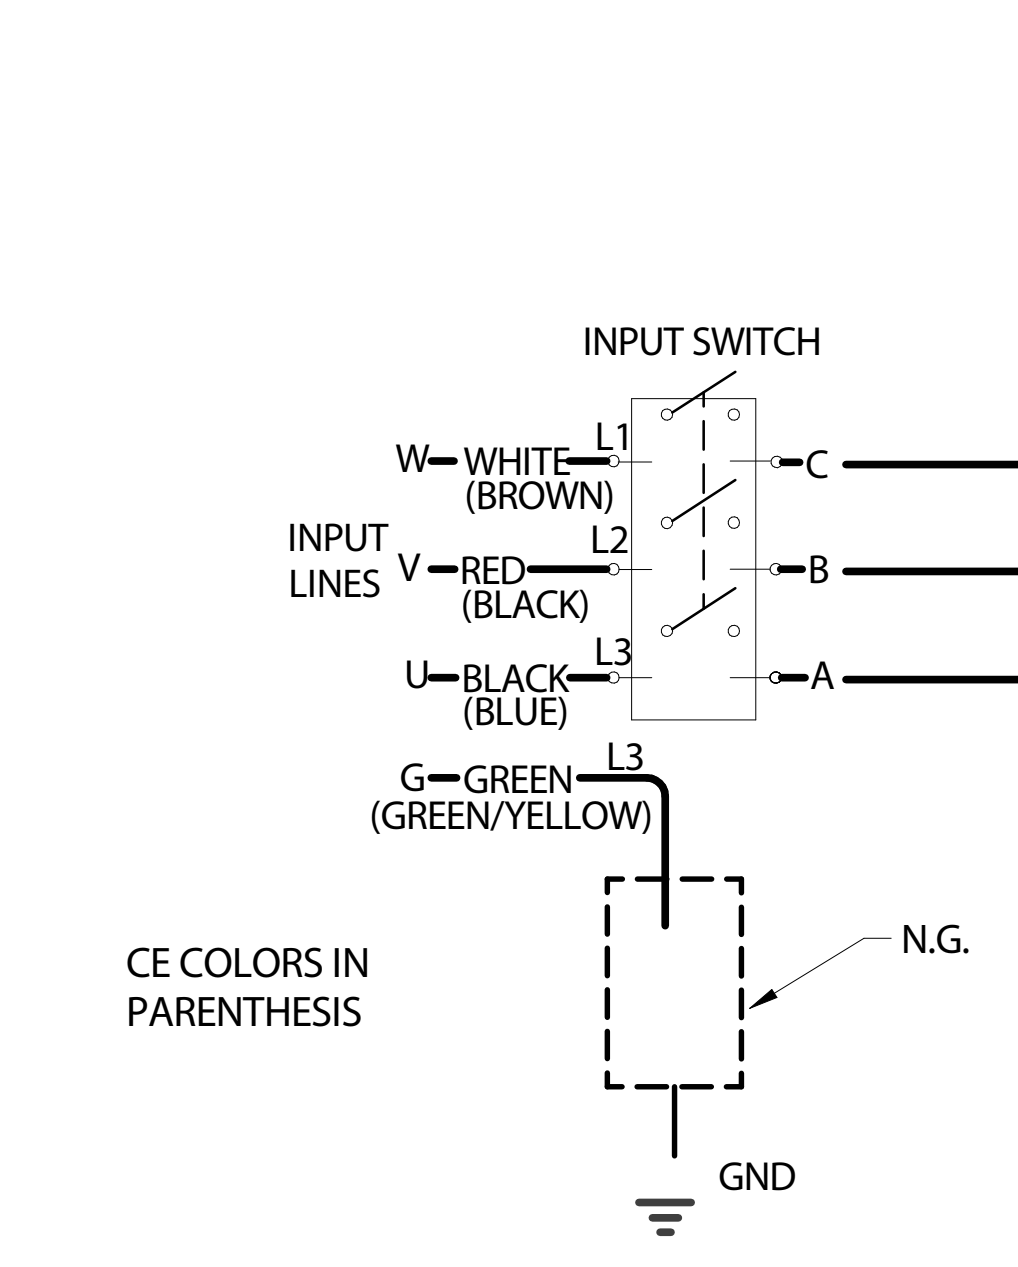 INPUT SWITCH
L1
W WHITE C
(BROWN)
INPUT
LINES
L2
V RED B
(BLACK)
L3
U BLACK A
(BLUE)
L3
G GREEN
(GREEN/YELLOW)
N.G.
CE COLORS IN
PARENTHESIS
GND